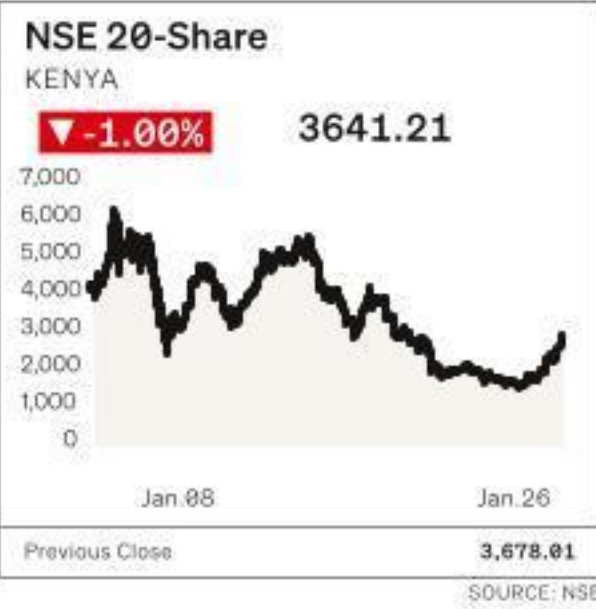 NSE 20-Share
KENYA
▼ -1.00% 3641.21
7,000
6,000
5,000
4,000
3,000
2,000
1,000
0
Jan.08 Jan.26
Previous Close 3,678.01
SOURCE: NSE